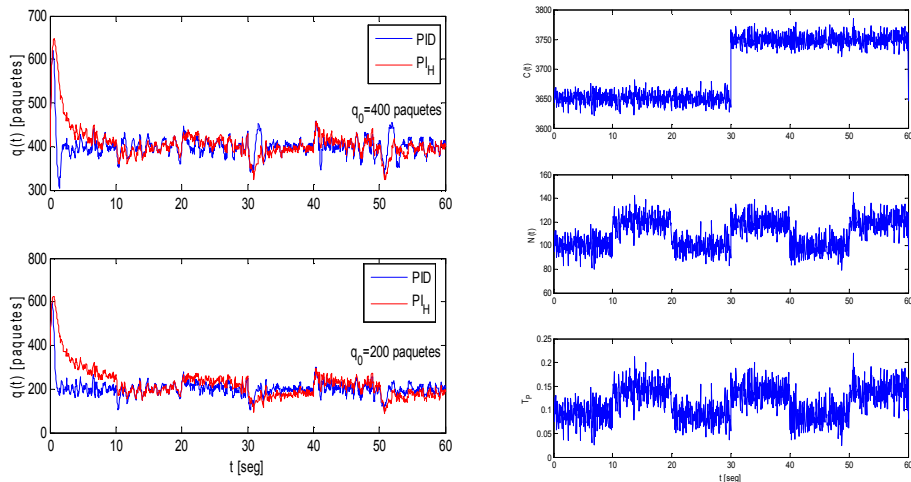 700
600
500
400
300
q(t) [paquetes]
PID
PI_H
q_0=400 paquetes
0 10 20 30 40 50 60
800
600
400
200
0
q(t) [paquetes]
PID
PI_H
q_0=200 paquetes
0 10 20 30 40 50 60
t [seg]
3800
3750
3700
3650
3600
C(t)
0 10 20 30 40 50 60
160
140
120
100
80
60
N(t)
0 10 20 30 40 50 60
0.25
0.2
0.15
0.1
0.05
0
T_P
0 10 20 30 40 50 60
t [seg]